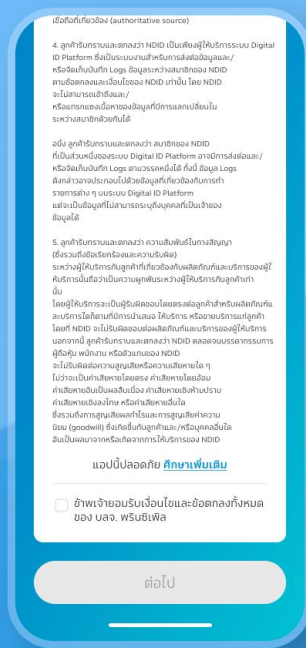 เชื่อถือที่เกี่ยวข้อง (authoritative source)
4. ลูกค้ารับทราบและตกลงว่า NDID เป็นเพียงผู้ให้บริการระบบ Digital
ID Platform ซึ่งเป็นระบบงานสำหรับการส่งต่อข้อมูลและ/
หรือจัดเก็บบันทึก Logs ข้อมูลระหว่างสมาชิกของ NDID
ตามข้อตกลงและเงื่อนไขของ NDID เท่านั้น โดย NDID
จะไม่สามารถเข้าถึงและ/
หรือแทรกแซงเนื้อหาของข้อมูลที่มีการแลกเปลี่ยนใน
ระหว่างสมาชิกด้วยกันได้
อนึ่ง ลูกค้ารับทราบและตกลงว่า สมาชิกของ NDID
ที่เป็นส่วนหนึ่งของระบบ Digital ID Platform อาจมีการส่งต่อและ/
หรือจัดเก็บบันทึก Logs ตามวรรคหนึ่งได้ ทั้งนี้ ข้อมูล Logs
ดังกล่าวอาจประกอบไปด้วยข้อมูลที่เกี่ยวข้องกับการทำ
รายการต่าง ๆ บนระบบ Digital ID Platform
แต่จะเป็นข้อมูลที่ไม่สามารถระบุถึงบุคคลที่เป็นเจ้าของ
ข้อมูลได้
5. ลูกค้ารับทราบและตกลงว่า ความสัมพันธ์ในทางสัญญา
(ซึ่งรวมถึงข้อเรียกร้องและความรับผิด)
ระหว่างผู้ให้บริการกับลูกค้าที่เกี่ยวข้องกับผลิตภัณฑ์และบริการของผู้ใ
ห้บริการนั้นถือว่าเป็นความผูกพันระหว่างผู้ให้บริการกับลูกค้าเท่า
นั้น
โดยผู้ให้บริการจะเป็นผู้รับผิดชอบโดยตรงต่อลูกค้าสำหรับผลิตภัณฑ์แ
ละบริการใดก็ตามที่มีการนำเสนอ ให้บริการ หรือขายบริการแก่ลูกค้า
โดยที่ NDID จะไม่รับผิดชอบต่อผลิตภัณฑ์และบริการของผู้ให้บริการ
นอกจากนี้ ลูกค้ารับทราบและตกลงว่า NDID ตลอดจนบรรดากรรมการ
ผู้ถือหุ้น พนักงาน หรือตัวแทนของ NDID
จะไม่รับผิดต่อความสูญเสียหรือความเสียหายใด ๆ
ไม่ว่าจะเป็นค่าเสียหายโดยตรง ค่าเสียหายโดยอ้อม
ค่าเสียหายอันเป็นผลสืบเนื่อง ค่าเสียหายเชิงห้ามปราม
ค่าเสียหายเชิงลงโทษ หรือค่าเสียหายอื่นใด
ซึ่งรวมถึงการสูญเสียผลกำไรและการสูญเสียค่าความ
นิยม (goodwill) ซึ่งเกิดขึ้นกับลูกค้าและ/หรือบุคคลอื่นใด
อันเป็นผลมาจากหรือเกิดจากการให้บริการของ NDID
แอปนี้ปลอดภัย ศึกษาเพิ่มเติม
ข้าพเจ้ายอมรับเงื่อนไขและข้อตกลงทั้งหมด
ของ บลจ. พรินซิเพิล
ต่อไป